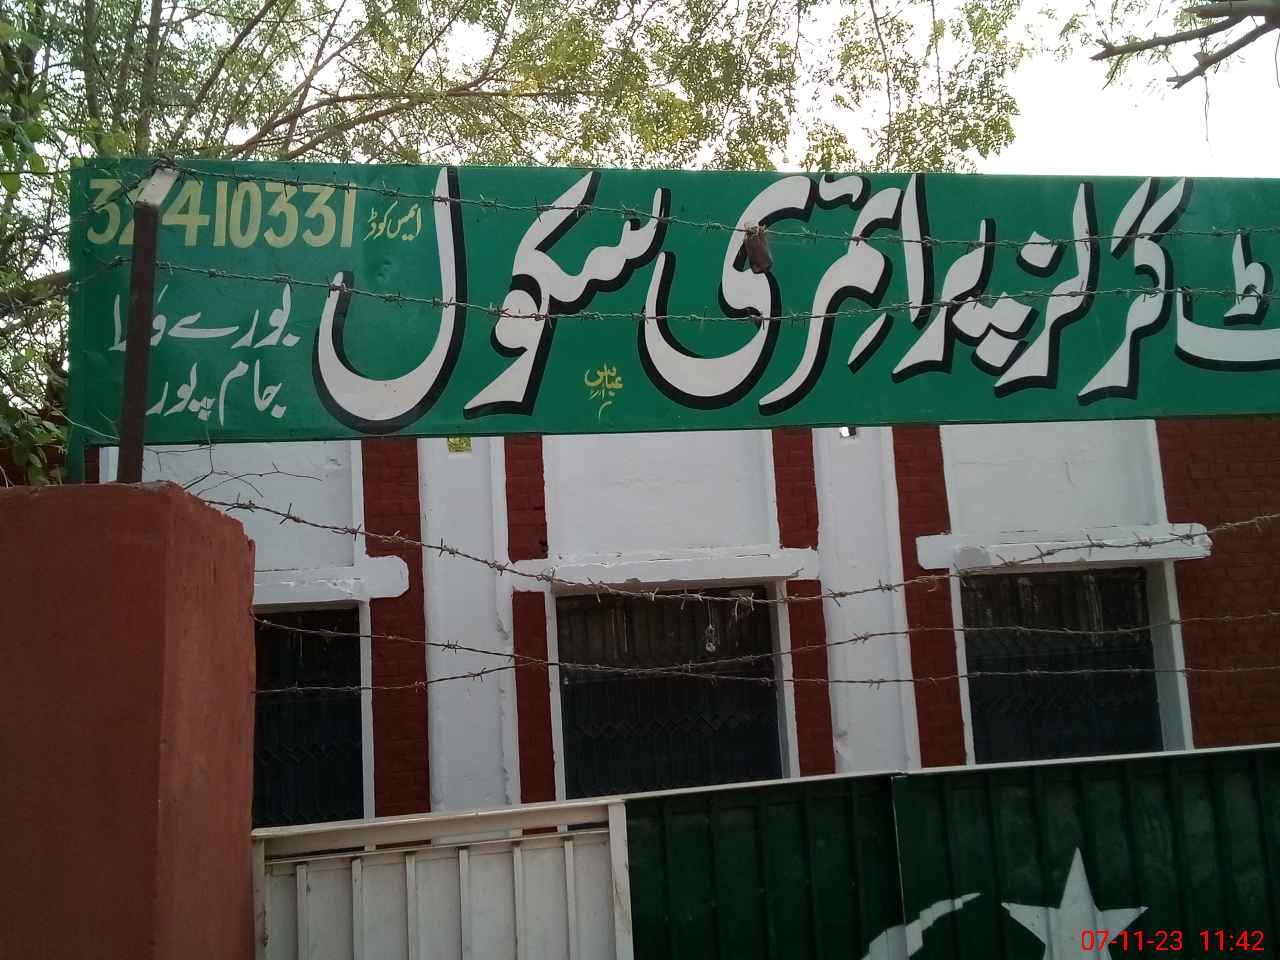 ٹ گرلز پرائمری سکول
ایمس کوڈ 32410331
بورے والا
جام پور
عباس
07-11-23 11:42